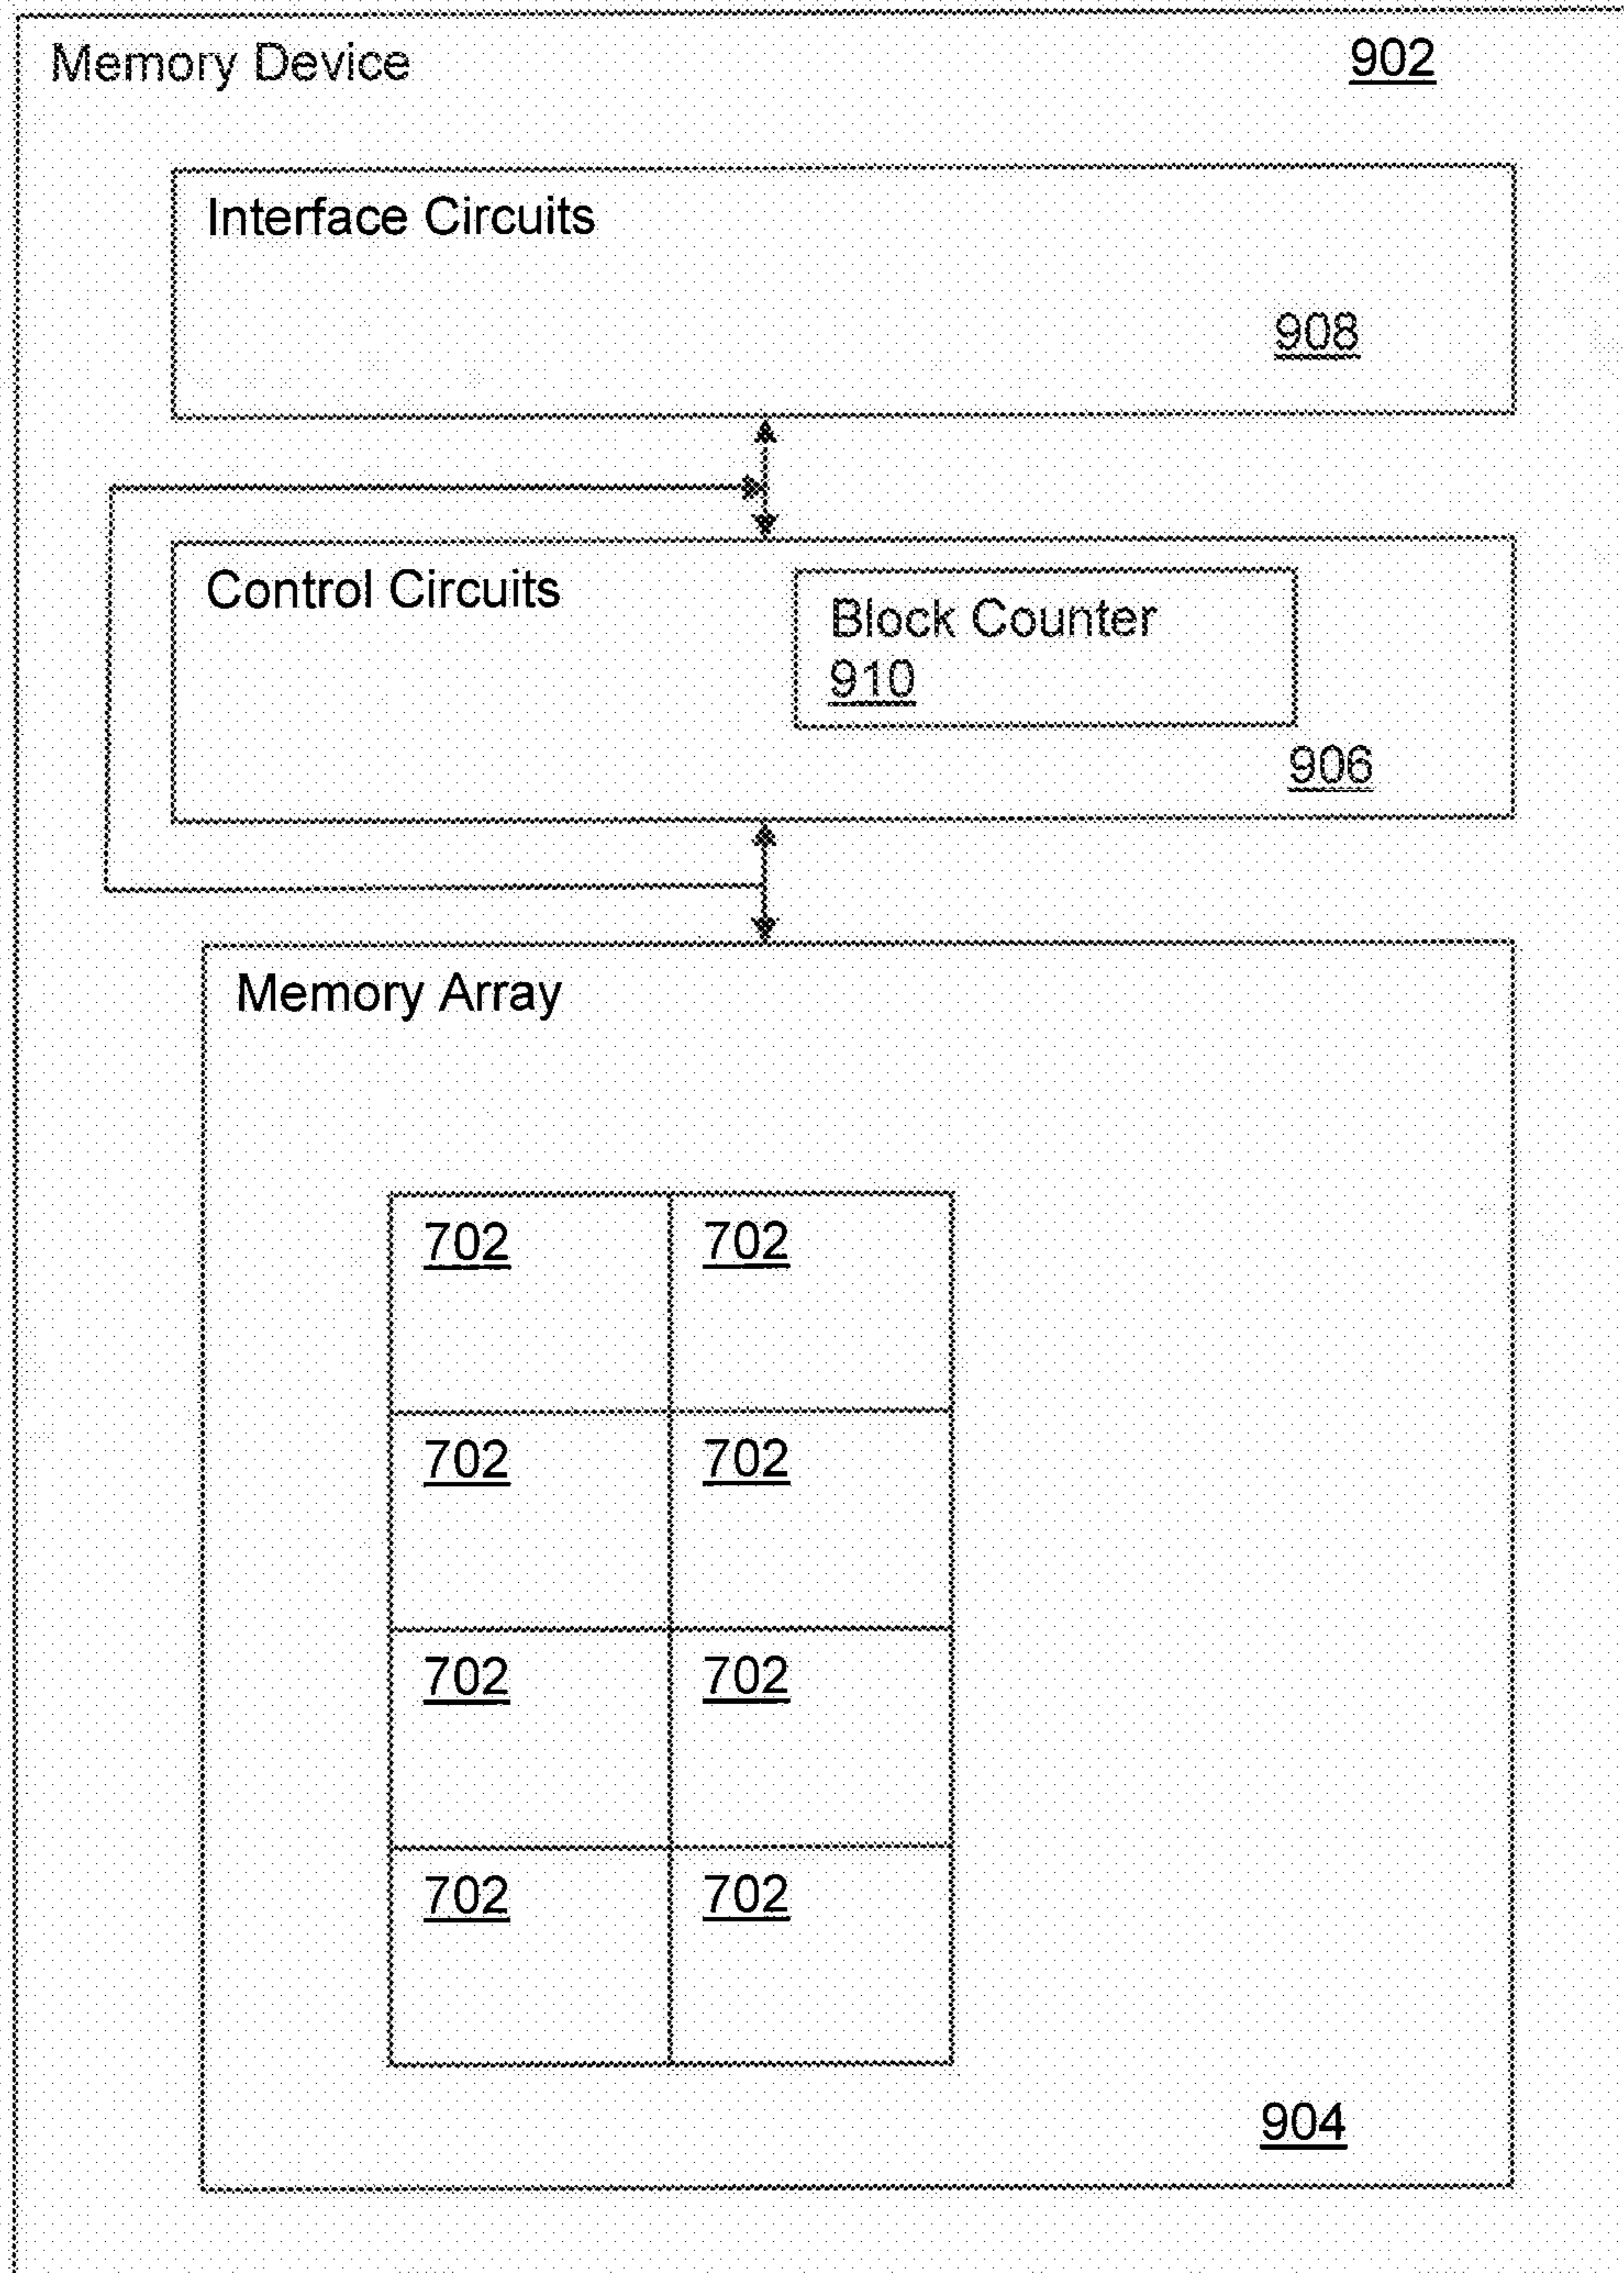 Memory Device 902
Interface Circuits
908
Control Circuits
Block Counter
910
906
Memory Array
702 702
702 702
702 702
702 702
904